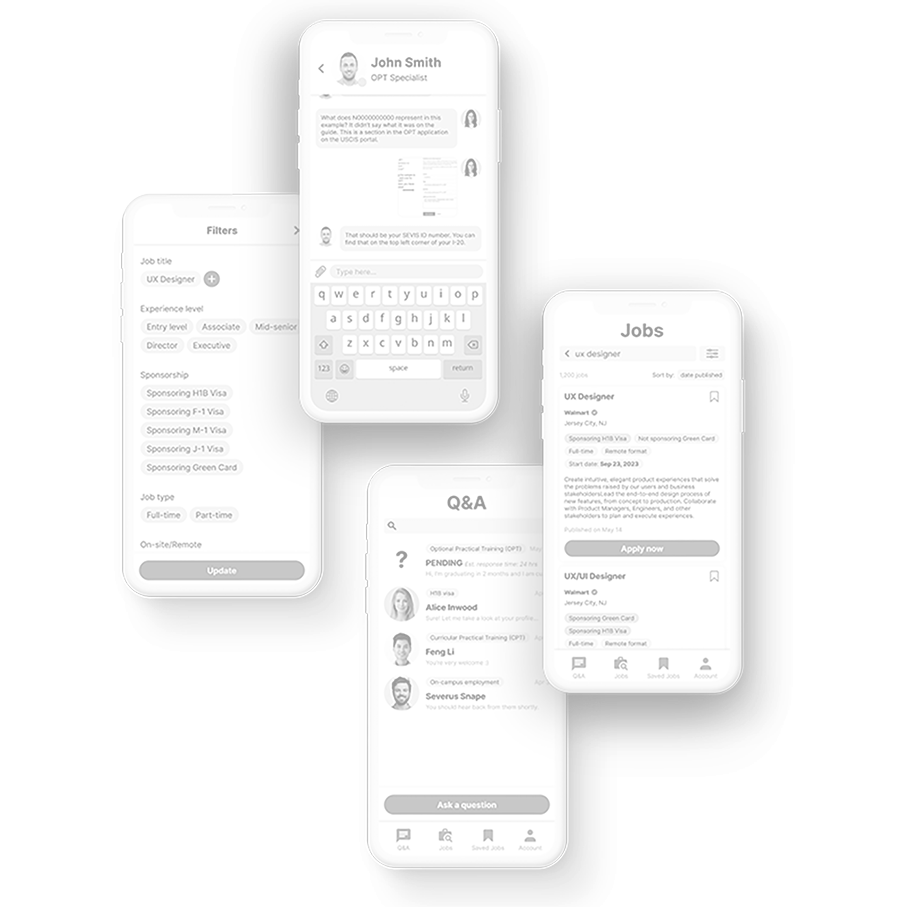 John Smith
OPT Specialist
What does N0000000000 represent in this
example? It didn't say what it was on the
guide. This is a section in the OPT application
on the USCIS portal.
That should be your SEVIS ID number. You can
find that on the top left corner of your I-20.
Type here...
q w e r t y u i o p
a s d f g h j k l
z x c v b n m
123 space return
Filters
Job title
UX Designer
Experience level
Entry level Associate Mid-senior
Director Executive
Sponsorship
Sponsoring H1B Visa
Sponsoring F-1 Visa
Sponsoring M-1 Visa
Sponsoring J-1 Visa
Sponsoring Green Card
Job type
Full-time Part-time
On-site/Remote
Update
Jobs
ux designer
1,200 jobs Sort by: date published
UX Designer
Walmart
Jersey City, NJ
Sponsoring H1B Visa Not sponsoring Green Card
Full-time Remote format
Start date: Sep 23, 2023
Create intuitive, elegant product experiences that solve
the problems raised by our users and business
stakeholders.Lead the end-to-end design process of
new features, from concept to production. Collaborate
with Product Managers, Engineers, and other
stakeholders to plan and execute experiences.
Published on May 14
Apply now
UX/UI Designer
Walmart
Jersey City, NJ
Sponsoring Green Card
Sponsoring H1B Visa
Full-time Remote format
Q&A Jobs Saved Jobs Account
Q&A
?
Optional Practical Training (OPT) May
PENDING Est. response time: 24 hrs
Hi, I'm graduating in 2 months and I am
H1B visa
Alice Inwood
Sure! Let me take a look at your profile...
Curricular Practical Training (CPT)
Feng Li
You're very welcome :)
On-campus employment
Severus Snape
You should hear back from them shortly.
Ask a question
Q&A Jobs Saved Jobs Account